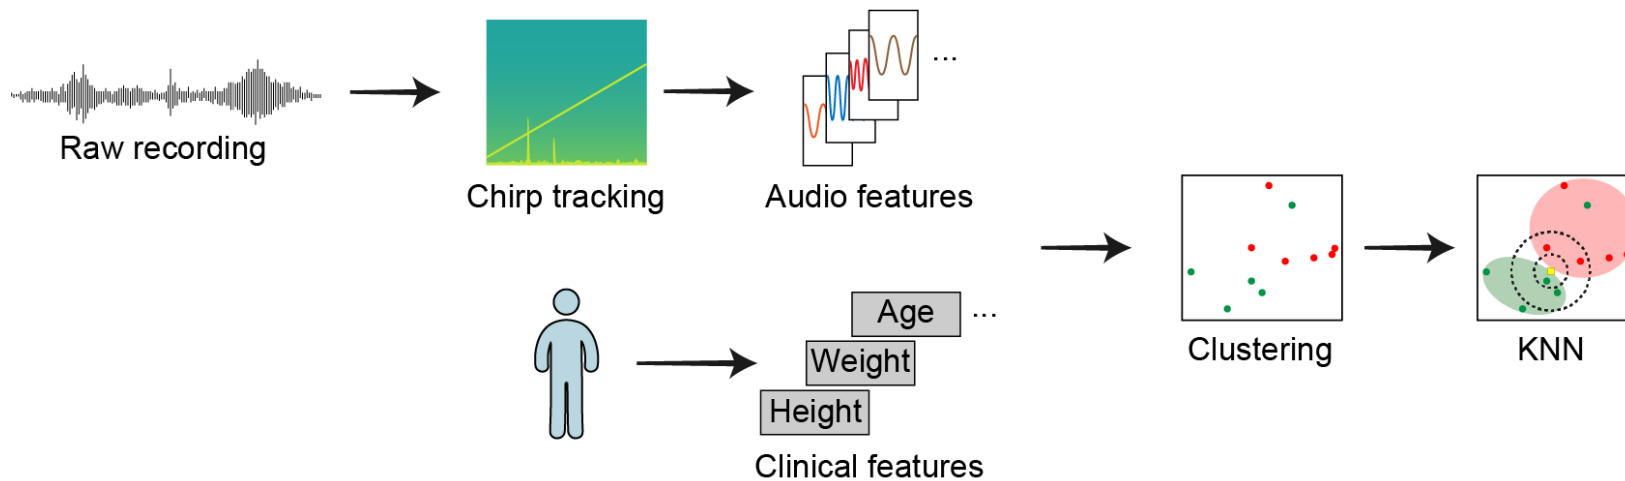 Raw recording
Chirp tracking
Audio features
...
Age
...
Weight
Height
Clinical features
Clustering
KNN